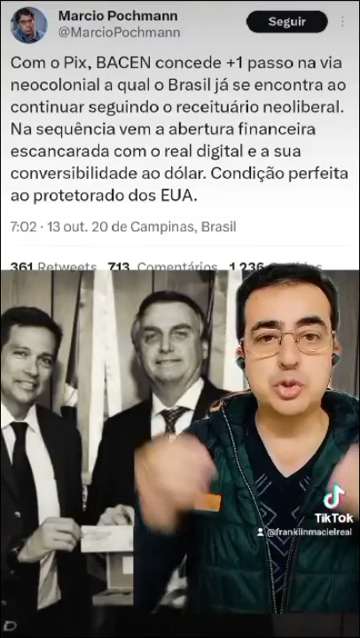 Marcio Pochmann
@MarcioPochmann
Seguir
Com o Pix, BACEN concede +1 passo na via
neocolonial a qual o Brasil já se encontra ao
continuar seguindo o receituário neoliberal.
Na sequência vem a abertura financeira
escancarada com o real digital e a sua
conversibilidade ao dólar. Condição perfeita
ao protetorado dos EUA.
7:02 · 13 out. 20 de Campinas, Brasil
361 Retweets 713 Comentários 1.236
TikTok
@franklinmacielreal